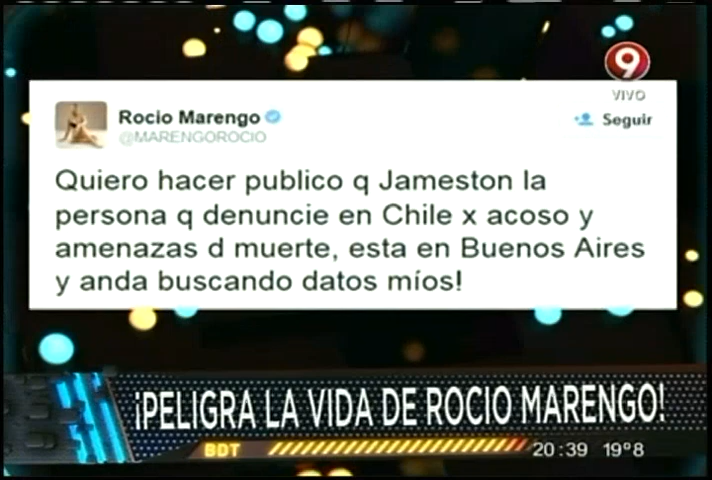 9
VIVO
Rocio Marengo
Seguir
@MARENGOROCIO
Quiero hacer publico q Jameston la
persona q denuncie en Chile x acoso y
amenazas d muerte, esta en Buenos Aires
y anda buscando datos míos!
¡PELIGRA LA VIDA DE ROCIO MARENGO!
BDT
20:39 19°8